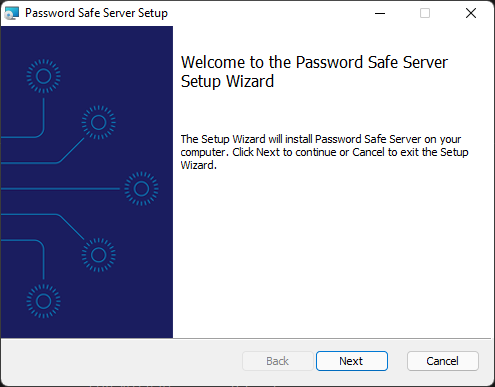 Password Safe Server Setup
Welcome to the Password Safe Server
Setup Wizard
The Setup Wizard will install Password Safe Server on your
computer. Click Next to continue or Cancel to exit the Setup
Wizard.
Back
Next
Cancel